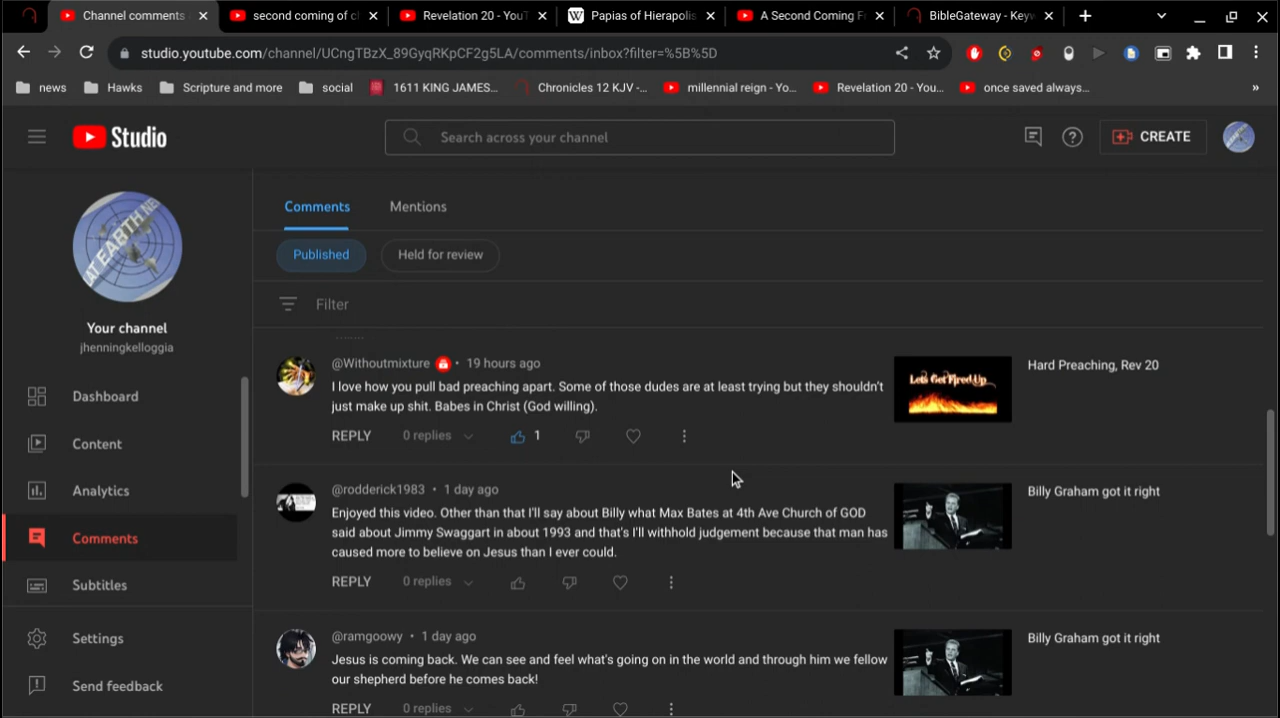 Channel comments
second coming of c
Revelation 20 - YouT
Papias of Hierapolis
A Second Coming F
BibleGateway - Keyw
studio.youtube.com/channel/UCngTBzX_89GyqRKpCF2g5LA/comments/inbox?filter=%5B%5D
news
Hawks
Scripture and more
social
1611 KING JAMES...
Chronicles 12 KJV -...
millennial reign - Yo...
Revelation 20 - You...
once saved always...
»
Studio
Search across your channel
CREATE
LAT EARTH NE
Your channel
jhenningkelloggia
Dashboard
Content
Analytics
Comments
Subtitles
Settings
Send feedback
Comments
Mentions
Published
Held for review
Filter
@Withoutmixture • 19 hours ago
I love how you pull bad preaching apart. Some of those dudes are at least trying but they shouldn't
just make up shit. Babes in Christ (God willing).
REPLY 0 replies 1
Lets Get Fired Up
Hard Preaching, Rev 20
@rodderick1983 • 1 day ago
Enjoyed this video. Other than that I'll say about Billy what Max Bates at 4th Ave Church of GOD
said about Jimmy Swaggart in about 1993 and that's I'll withhold judgement because that man has
caused more to believe on Jesus than I ever could.
REPLY 0 replies
Billy Graham got it right
@ramgoowy • 1 day ago
Jesus is coming back. We can see and feel what's going on in the world and through him we fellow
our shepherd before he comes back!
REPLY 0 replies
Billy Graham got it right